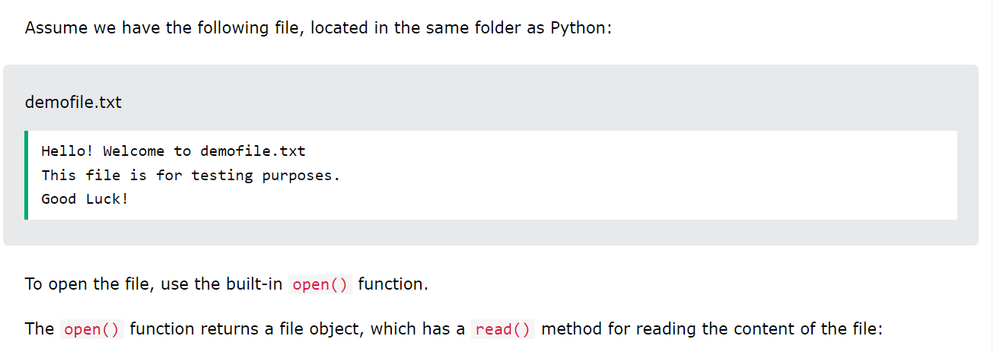 Assume we have the following file, located in the same folder as Python:
demofile.txt
Hello! Welcome to demofile.txt
This file is for testing purposes.
Good Luck!
To open the file, use the built-in open() function.
The open() function returns a file object, which has a read() method for reading the content of the file: